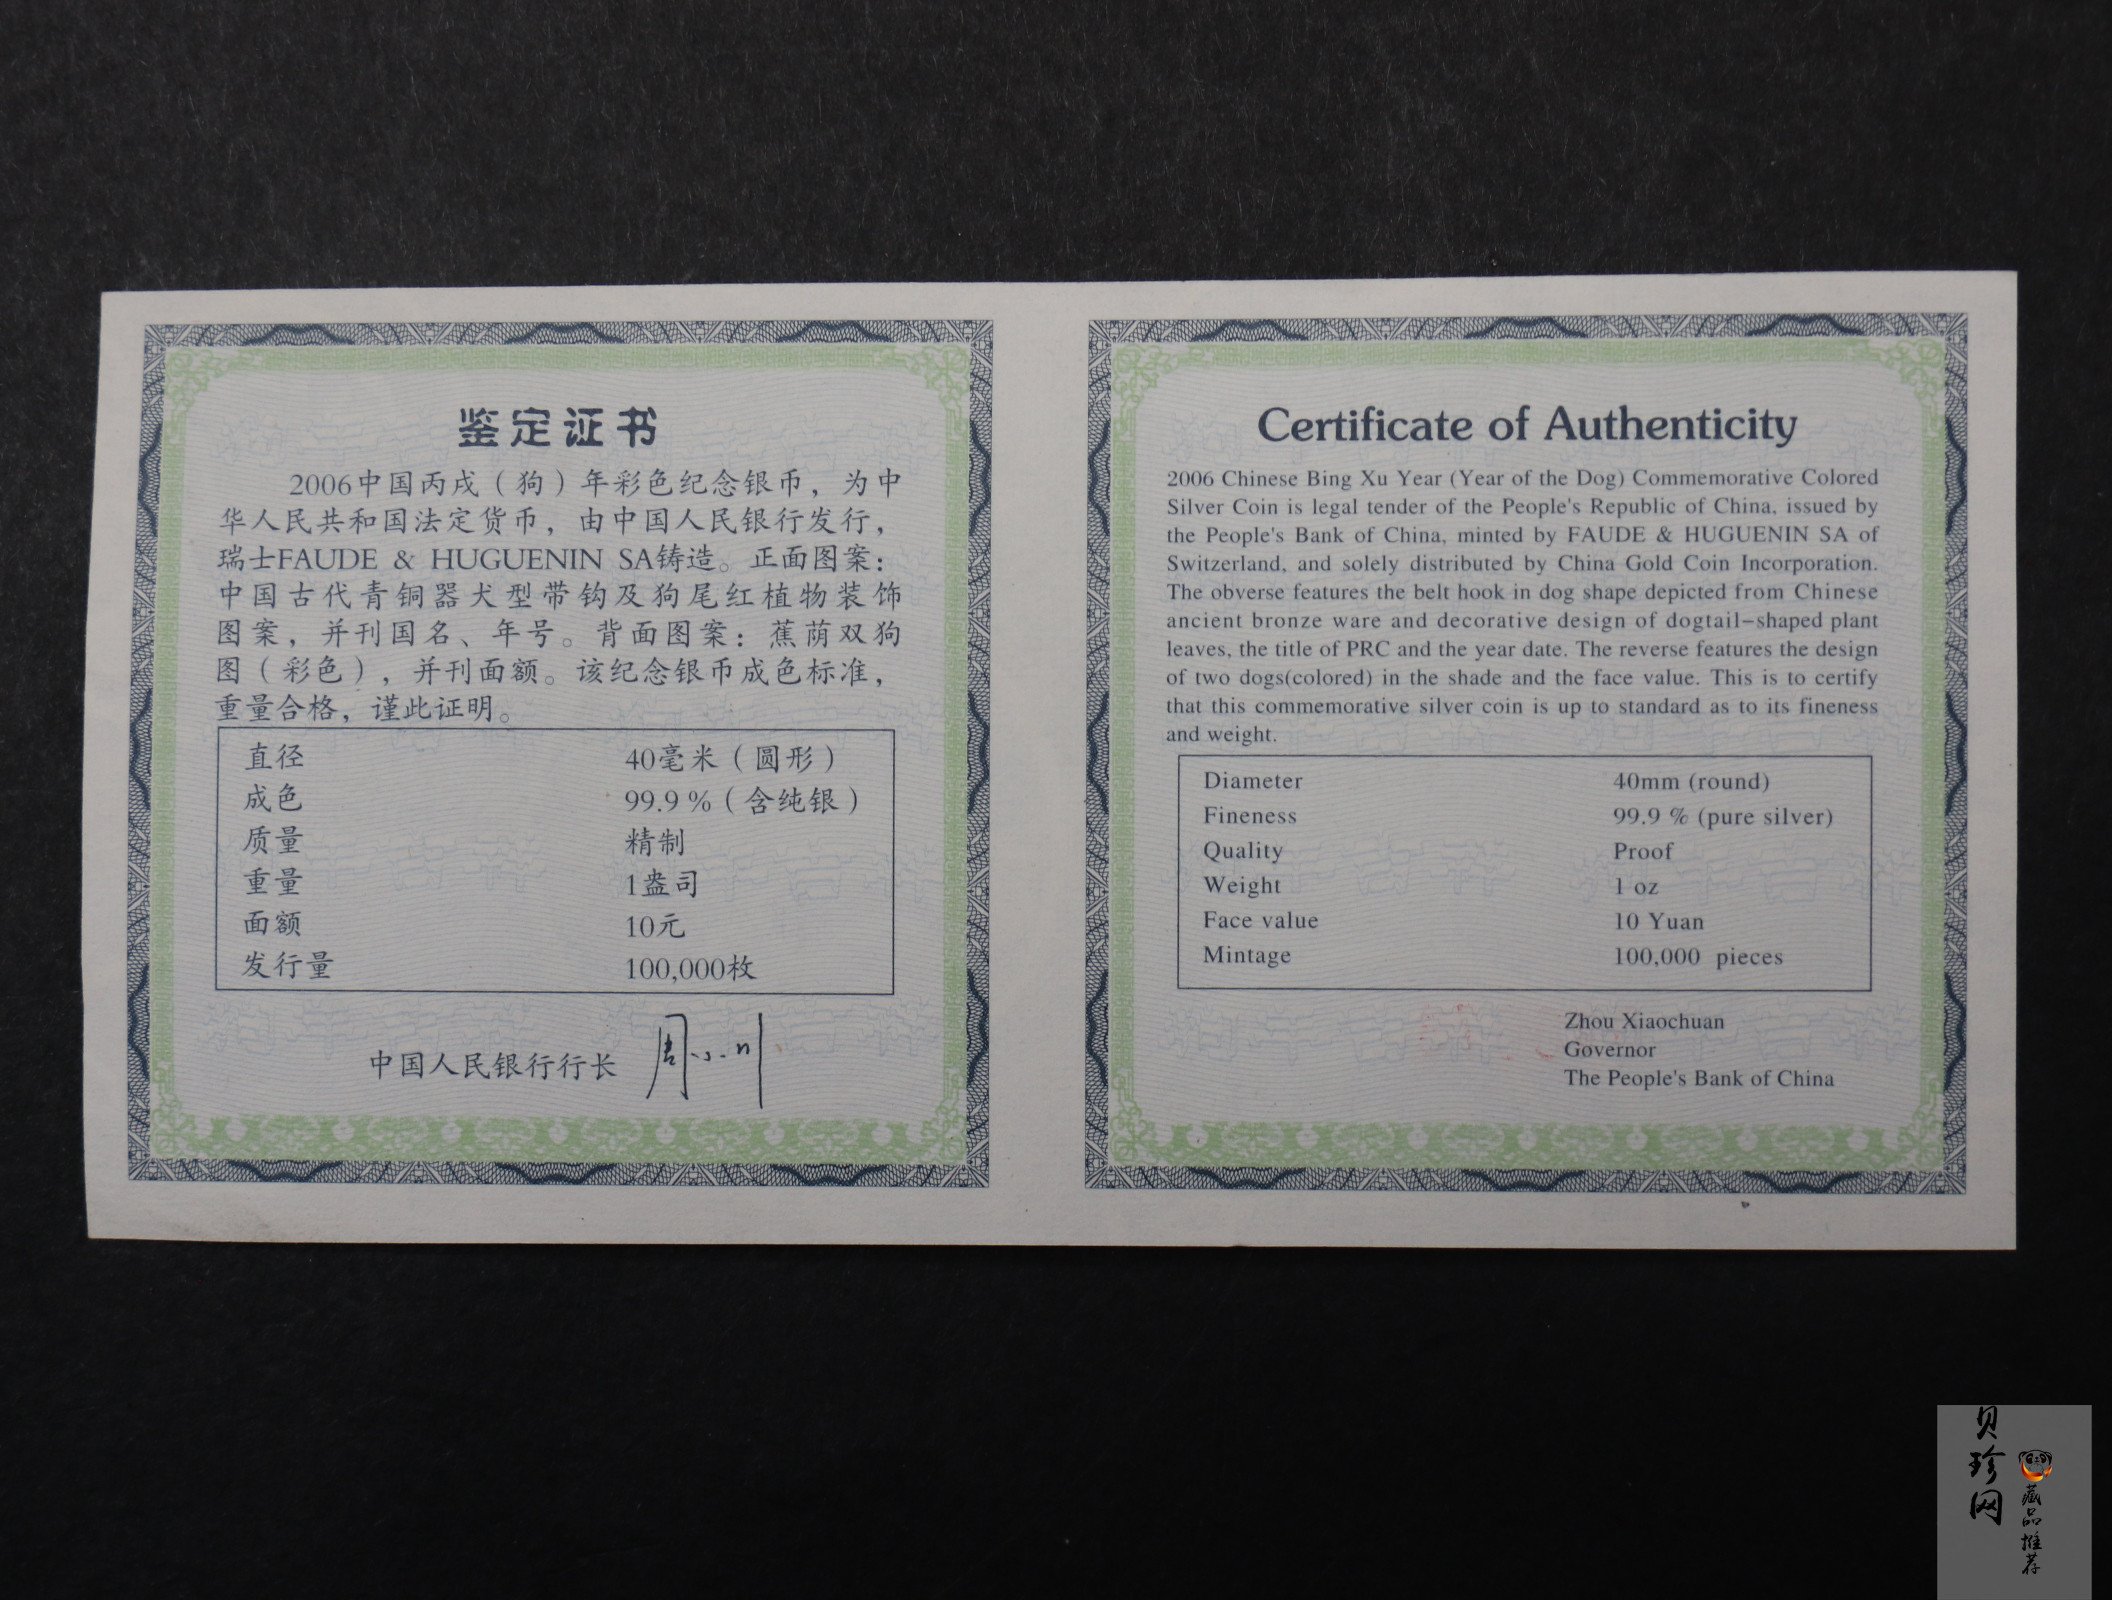 鉴定证书
2006中国丙戌（狗）年彩色纪念银币，为中
华人民共和国法定货币，由中国人民银行发行，
瑞士FAUDE & HUGUENIN SA铸造。正面图案：
中国古代青铜器犬型带钩及狗尾红植物装饰
图案，并刊国名、年号。背面图案：蕉荫双狗
图（彩色），并刊面额。该纪念银币成色标准，
重量合格，谨此证明。
直径 40毫米（圆形）
成色 99.9%（含纯银）
质量 精制
重量 1盎司
面额 10元
发行量 100,000枚
中国人民银行行长 周小川
Certificate of Authenticity
2006 Chinese Bing Xu Year (Year of the Dog) Commemorative Colored
Silver Coin is legal tender of the People's Republic of China, issued by
the People's Bank of China, minted by FAUDE & HUGUENIN SA of
Switzerland, and solely distributed by China Gold Coin Incorporation.
The obverse features the belt hook in dog shape depicted from Chinese
ancient bronze ware and decorative design of dogtail-shaped plant
leaves, the title of PRC and the year date. The reverse features the design
of two dogs(colored) in the shade and the face value. This is to certify
that this commemorative silver coin is up to standard as to its fineness
and weight.
Diameter 40mm (round)
Fineness 99.9 % (pure silver)
Quality Proof
Weight 1 oz
Face value 10 Yuan
Mintage 100,000 pieces
Zhou Xiaochuan
Governor
The People's Bank of China
贝珍网
藏品推荐